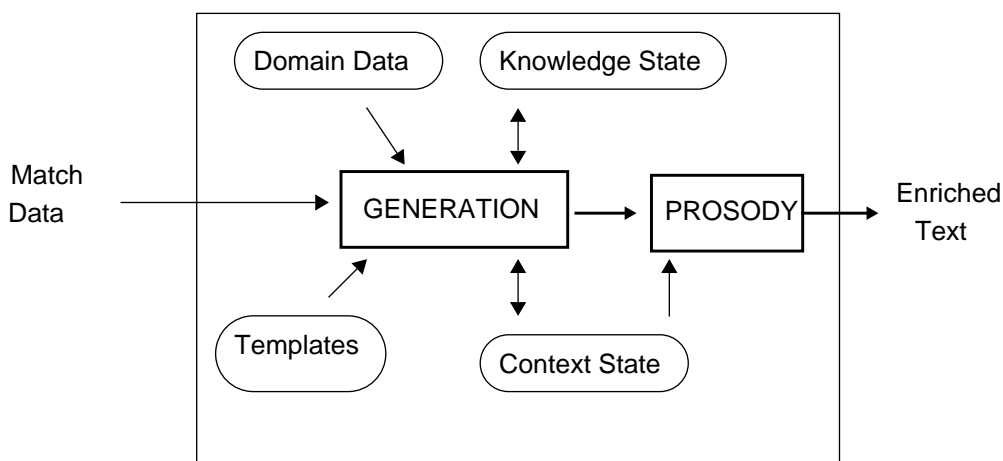 Domain Data
Knowledge State
Match
Data
GENERATION
PROSODY
Enriched
Text
Templates
Context State